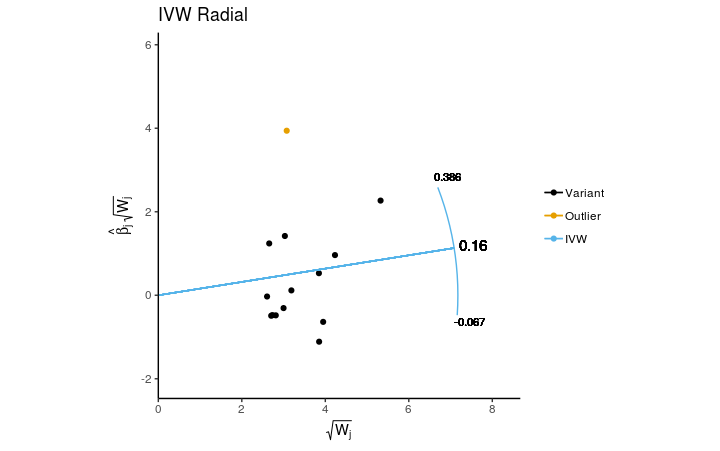 IVW Radial
6
4
2
0
-2
β̂j√Wj
0.386
0.16
-0.067
Variant
Outlier
IVW
0
2
4
6
8
√Wj